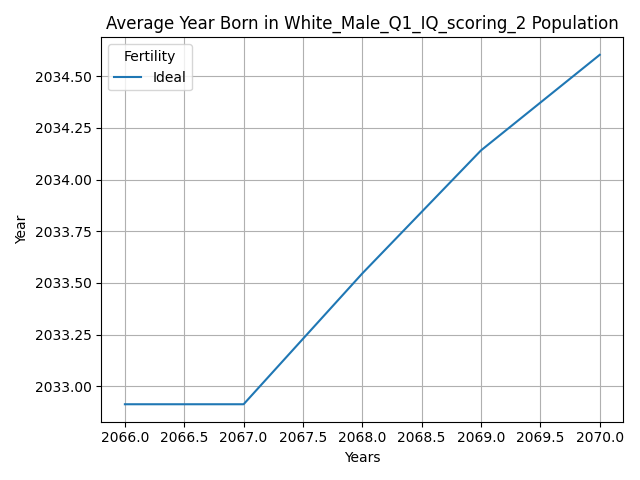 Average Year Born in White_Male_Q1_IQ_scoring_2 Population
Fertility
Ideal
2034.50
2034.25
2034.00
2033.75
2033.50
2033.25
2033.00
Year
2066.0 2066.5 2067.0 2067.5 2068.0 2068.5 2069.0 2069.5 2070.0
Years